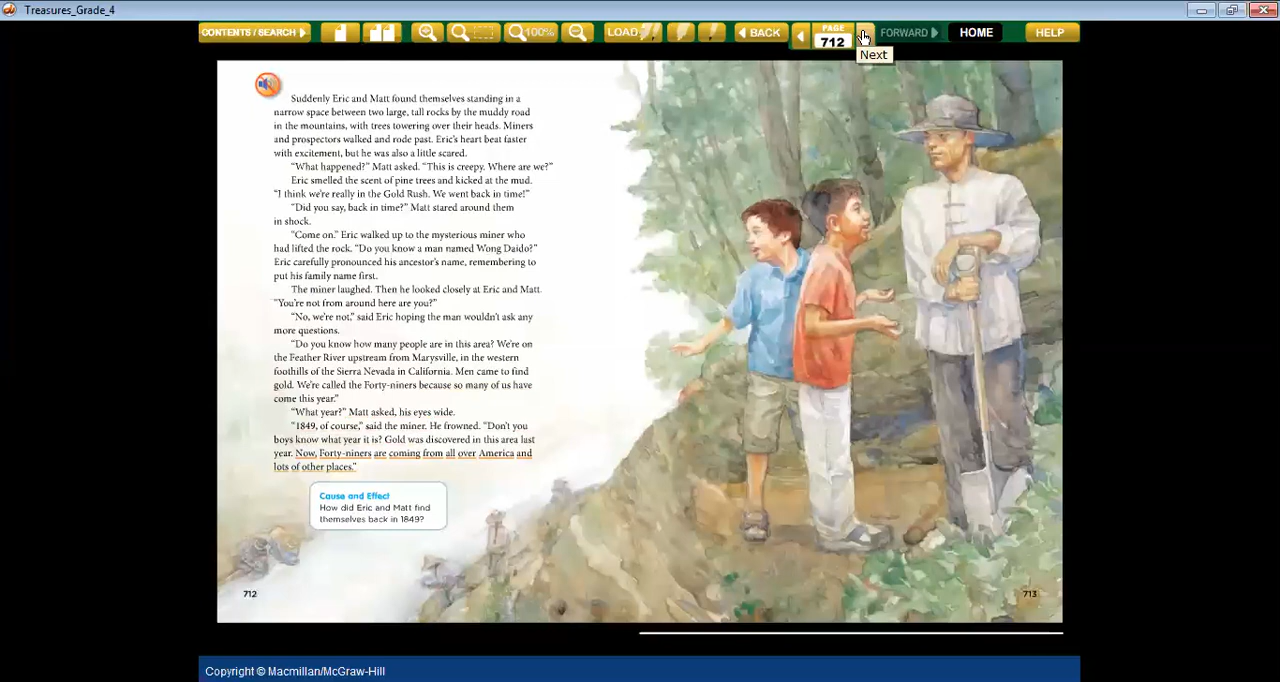 Treasures_Grade_4
CONTENTS / SEARCH
100%
LOAD
BACK
PAGE
712
FORWARD
HOME
HELP
Next
Suddenly Eric and Matt found themselves standing in a
narrow space between two large, tall rocks by the muddy road
in the mountains, with trees towering over their heads. Miners
and prospectors walked and rode past. Eric's heart beat faster
with excitement, but he was also a little scared.
"What happened?" Matt asked. "This is creepy. Where are we?"
Eric smelled the scent of pine trees and kicked at the mud.
"I think we're really in the Gold Rush. We went back in time!"
"Did you say, back in time?" Matt stared around them
in shock.
"Come on." Eric walked up to the mysterious miner who
had lifted the rock. "Do you know a man named Wong Daido?"
Eric carefully pronounced his ancestor's name, remembering to
put his family name first.
The miner laughed. Then he looked closely at Eric and Matt.
"You're not from around here are you?"
"No, we're not," said Eric hoping the man wouldn't ask any
more questions.
"Do you know how many people are in this area? We're on
the Feather River upstream from Marysville, in the western
foothills of the Sierra Nevada in California. Men came to find
gold. We're called the Forty-niners because so many of us have
come this year."
"What year?" Matt asked, his eyes wide.
"1849, of course," said the miner. He frowned. "Don't you
boys know what year it is? Gold was discovered in this area last
year. Now, Forty-niners are coming from all over America and
lots of other places."
Cause and Effect
How did Eric and Matt find
themselves back in 1849?
712
713
Copyright © Macmillan/McGraw-Hill